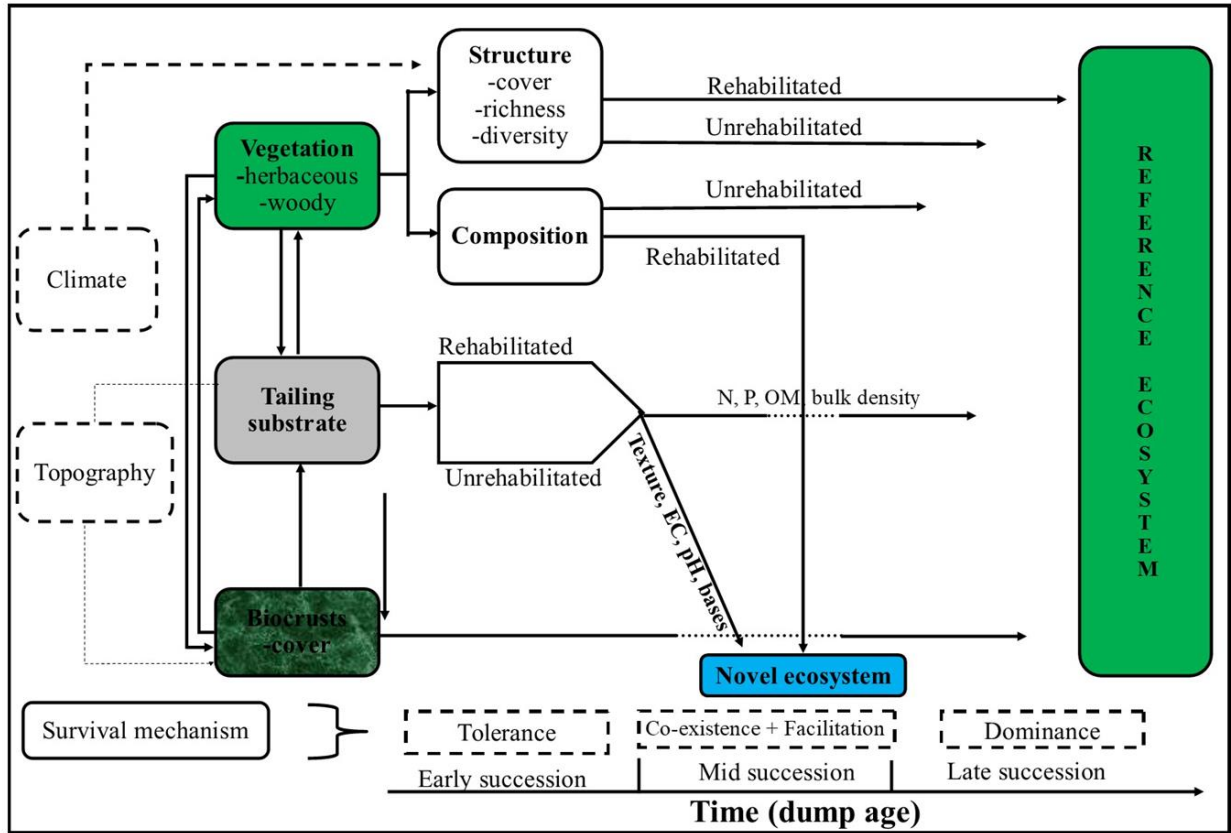 Structure
-cover
-richness
-diversity
Rehabilitated
Unrehabilitated
Vegetation
-herbaceous
-woody
Unrehabilitated
Composition
Rehabilitated
Climate
Rehabilitated
Tailing
substrate
N, P, OM, bulk density
Topography
Unrehabilitated
Texture, EC, pH, bases
Biocrusts
-cover
Novel ecosystem
REFERENCE ECOSYSTEM
Survival mechanism
Tolerance
Co-existence + Facilitation
Dominance
Early succession
Mid succession
Late succession
Time (dump age)